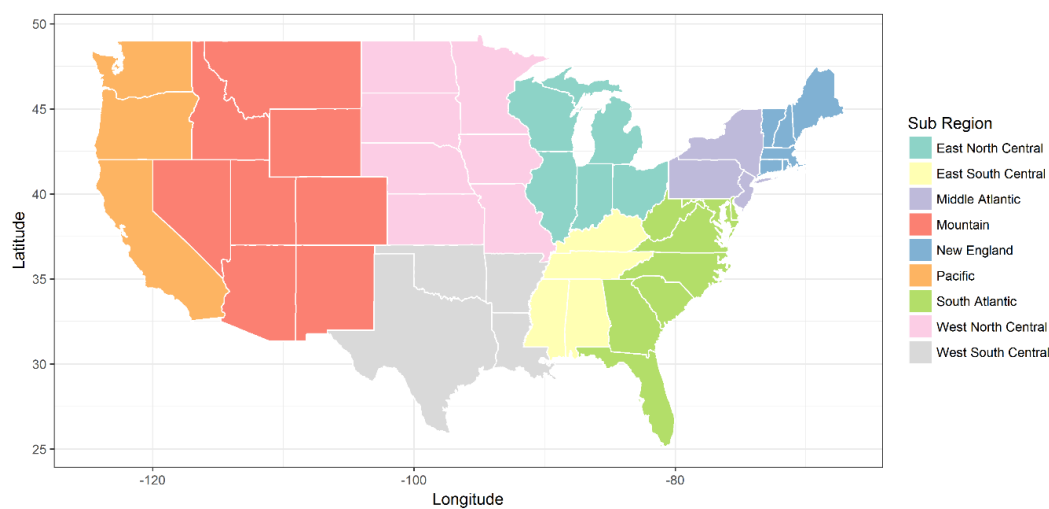 50
45
40
35
30
25
Latitude
-120
-100
-80
Longitude
Sub Region
East North Central
East South Central
Middle Atlantic
Mountain
New England
Pacific
South Atlantic
West North Central
West South Central